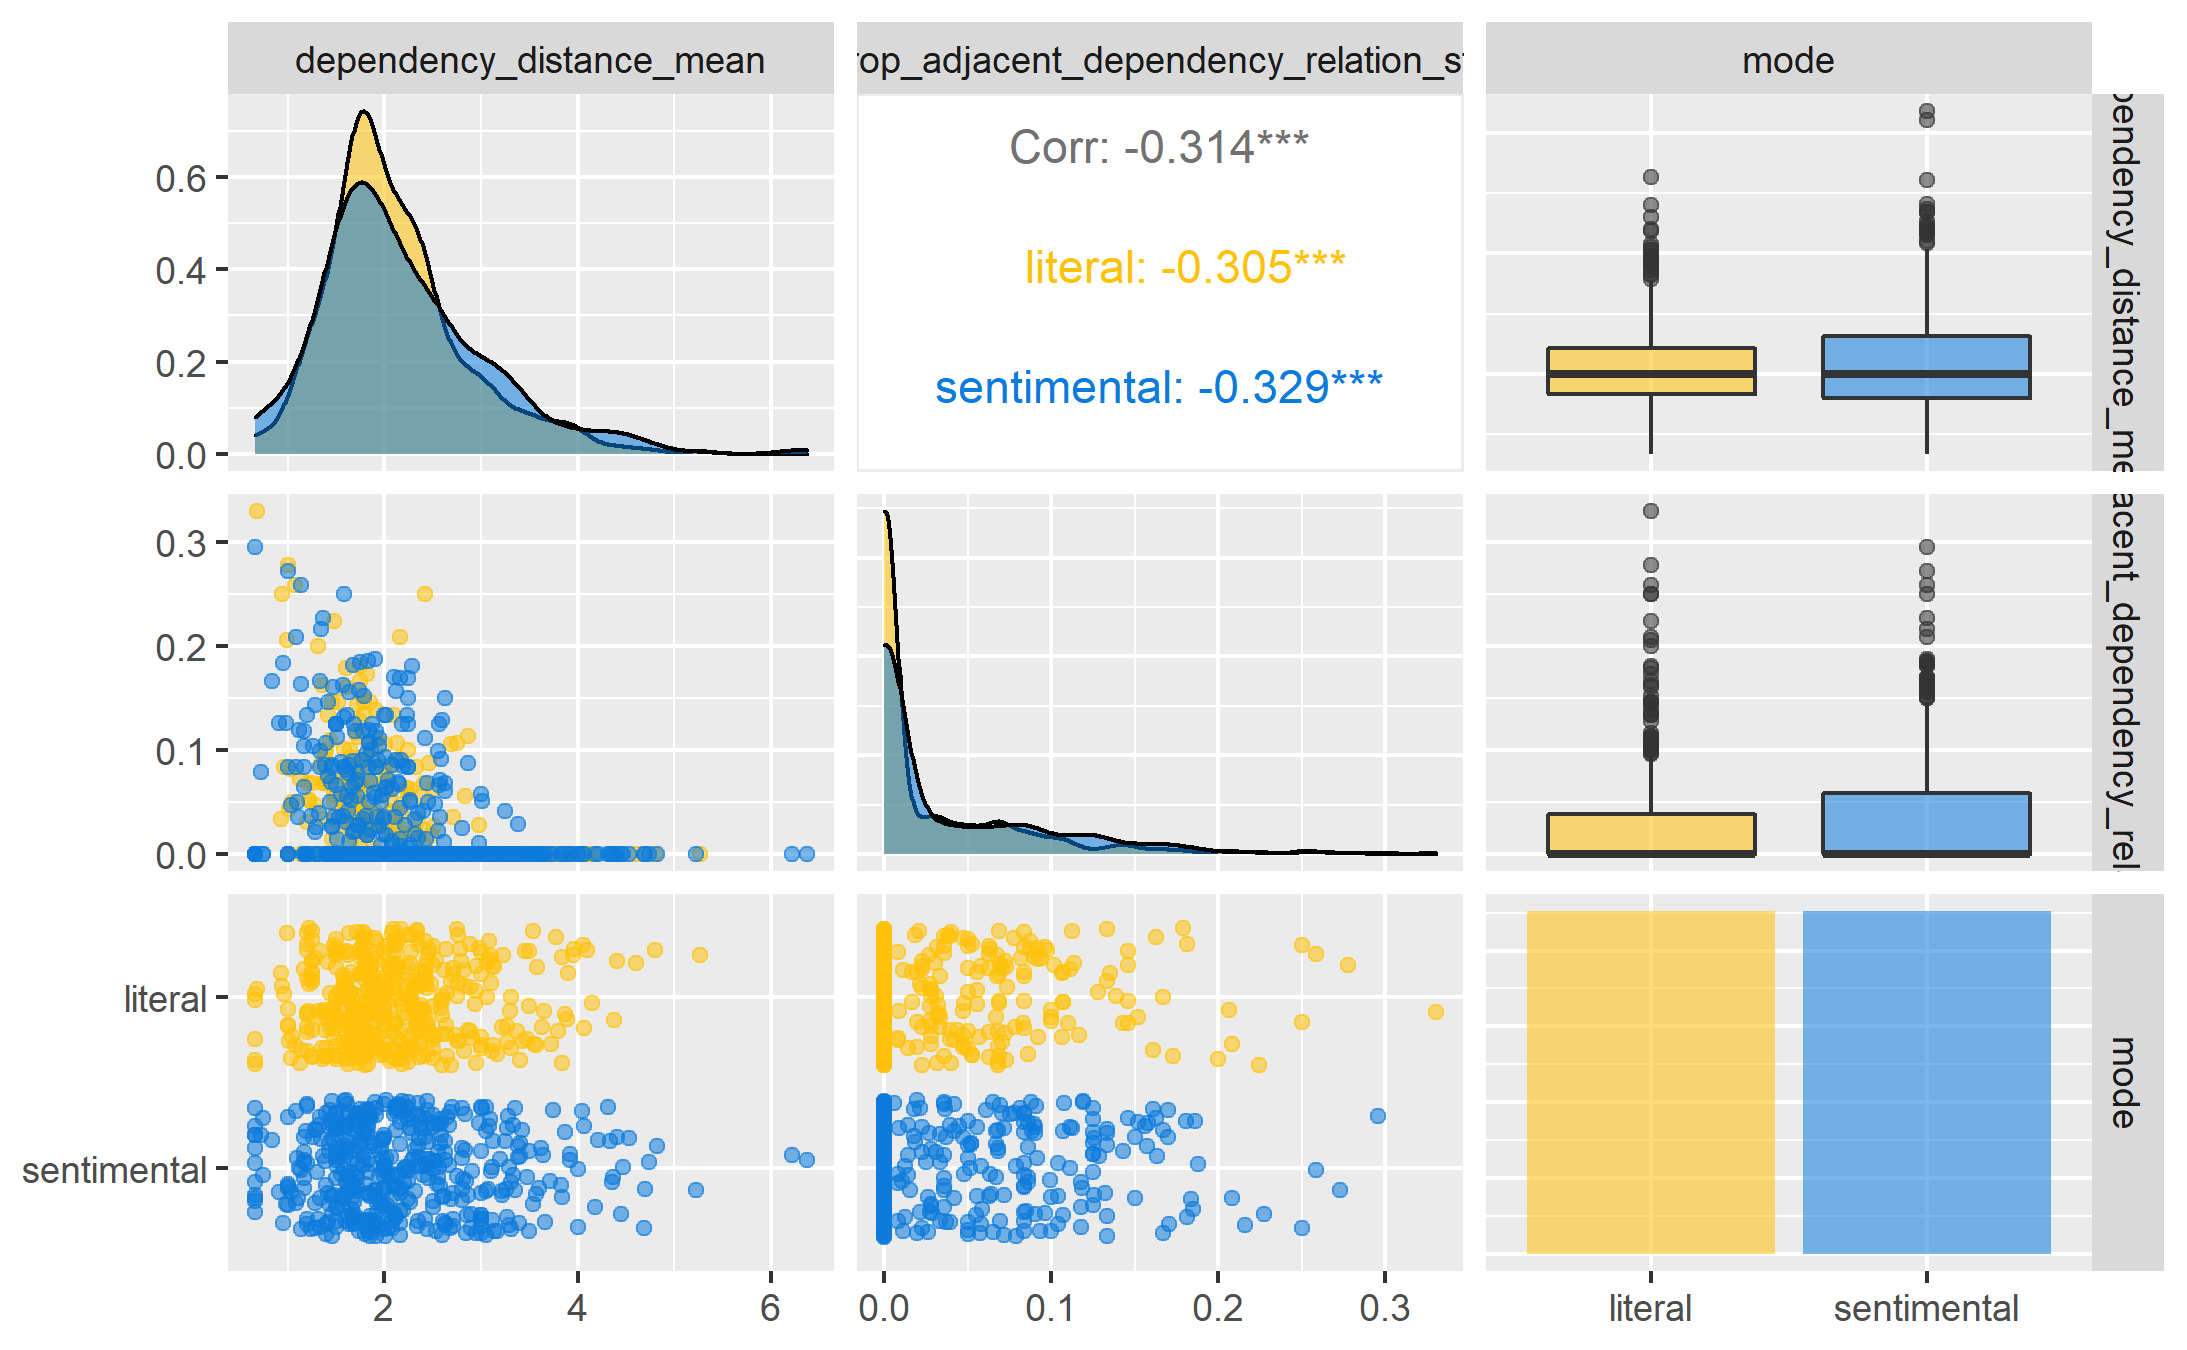 dependency_distance_mean
rop_adjacent_dependency_relation_s
mode
0.6
0.4
0.2
0.0
Corr: -0.314***
literal: -0.305***
sentimental: -0.329***
pendency_distance_me
0.3
0.2
0.1
0.0
acent_dependency_rel
literal
sentimental
mode
2
4
6
0.0
0.1
0.2
0.3
literal
sentimental